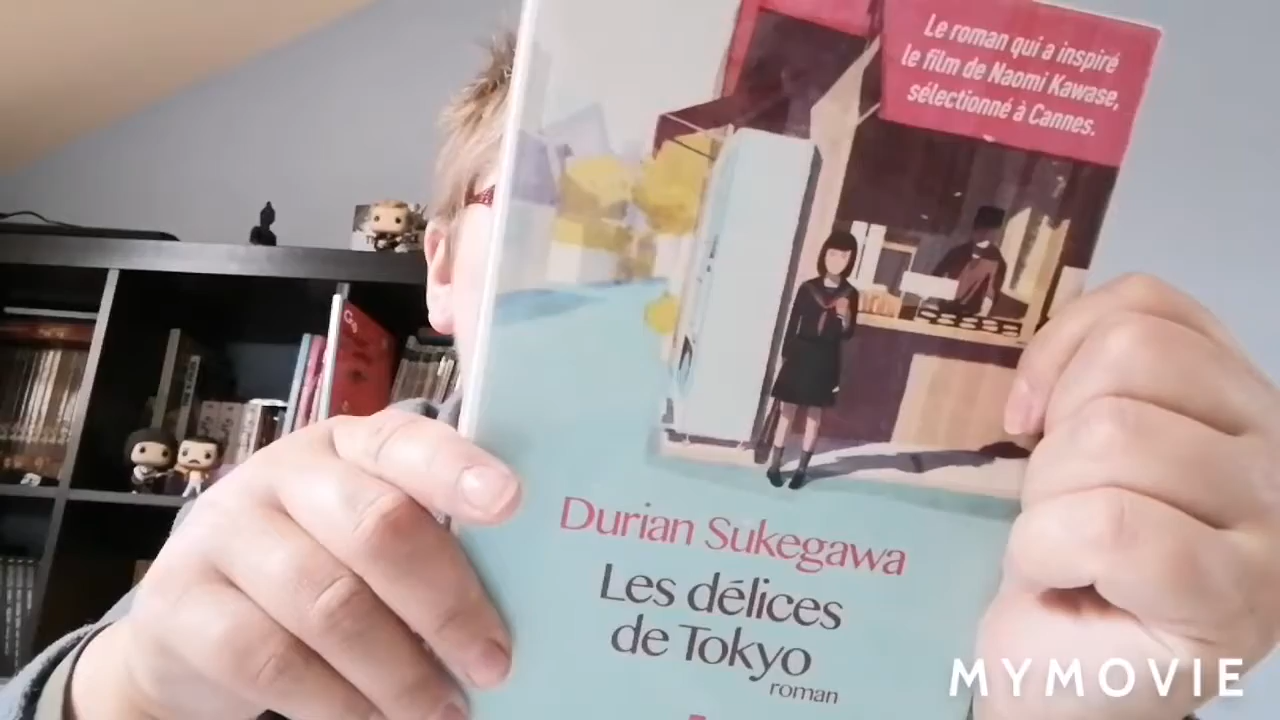 Le roman qui a inspiré
le film de Naomi Kawase,
sélectionné à Cannes.
Durian Sukegawa
Les délices
de Tokyo
roman
MYMOVIE